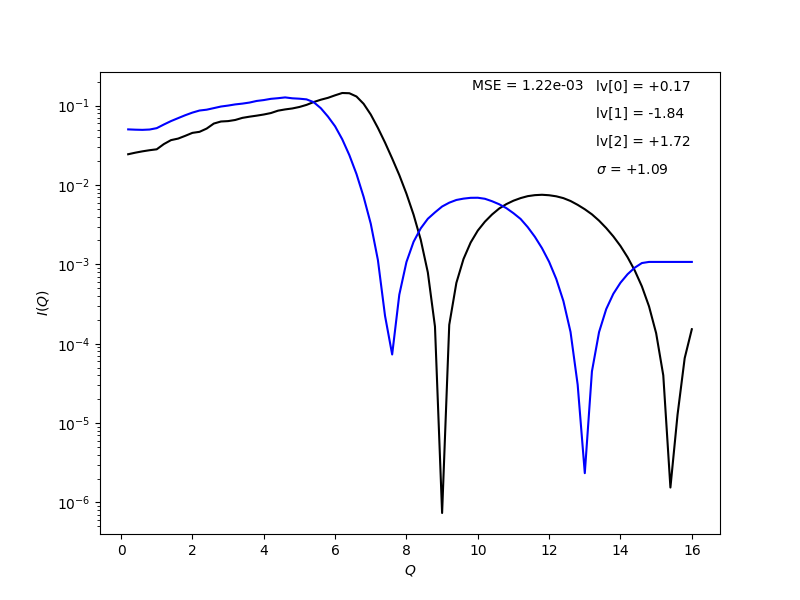 MSE = 1.22e-03 lv[0] = +0.17
lv[1] = -1.84
lv[2] = +1.72
σ = +1.09
I(Q)
10⁻¹
10⁻²
10⁻³
10⁻⁴
10⁻⁵
10⁻⁶
0 2 4 6 8 10 12 14 16
Q